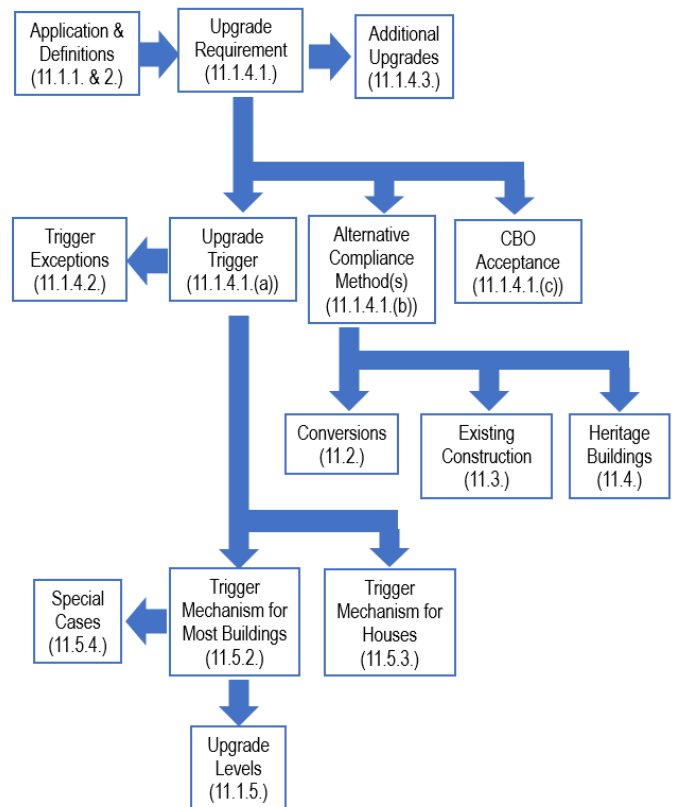 Application &
Definitions
(11.1.1. & 2.)
Upgrade
Requirement
(11.1.4.1.)
Additional
Upgrades
(11.1.4.3.)
Trigger
Exceptions
(11.1.4.2.)
Upgrade
Trigger
(11.1.4.1.(a))
Alternative
Compliance
Method(s)
(11.1.4.1.(b))
CBO
Acceptance
(11.1.4.1.(c))
Conversions
(11.2.)
Existing
Construction
(11.3.)
Heritage
Buildings
(11.4.)
Special
Cases
(11.5.4.)
Trigger
Mechanism for
Most Buildings
(11.5.2.)
Trigger
Mechanism for
Houses
(11.5.3.)
Upgrade
Levels
(11.1.5.)